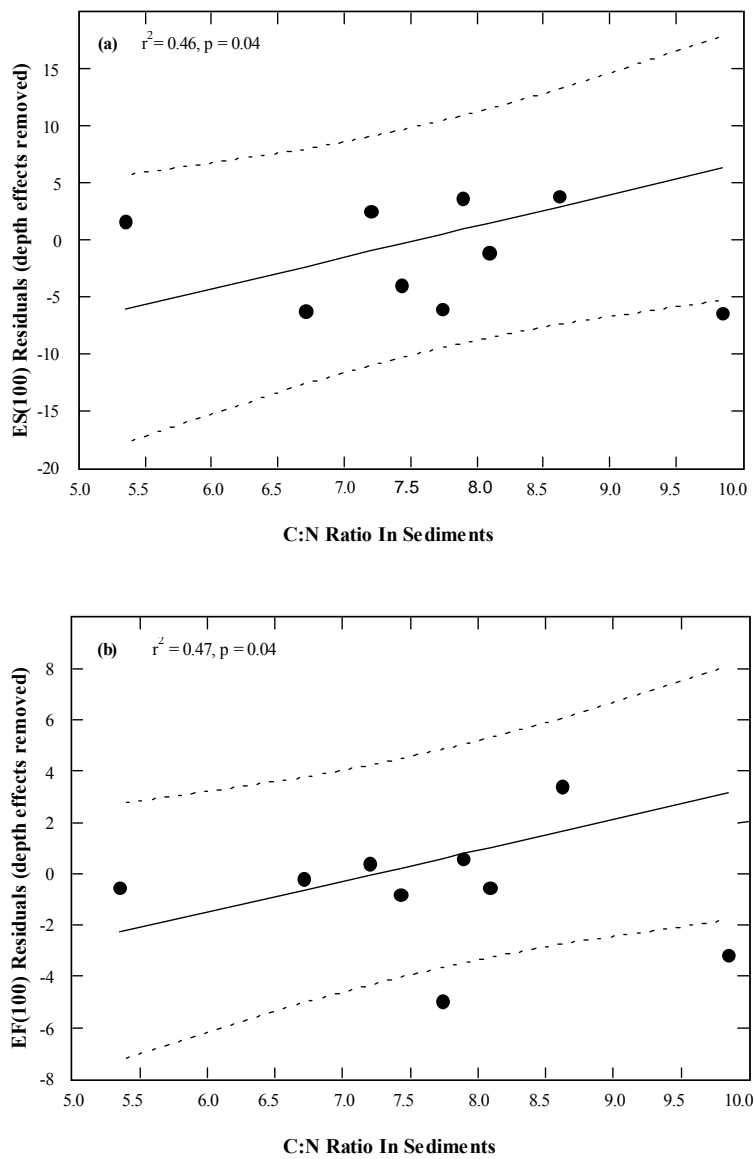 (a) r2 = 0.46, p = 0.04
ES(100) Residuals (depth effects removed)
15
10
5
0
-5
-10
-15
-20
5.0 5.5 6.0 6.5 7.0 7.5 8.0 8.5 9.0 9.5 10.0
C:N Ratio In Sediments
(b) r2 = 0.47, p = 0.04
EF(100) Residuals (depth effects removed)
8
6
4
2
0
-2
-4
-6
-8
5.0 5.5 6.0 6.5 7.0 7.5 8.0 8.5 9.0 9.5 10.0
C:N Ratio In Sediments